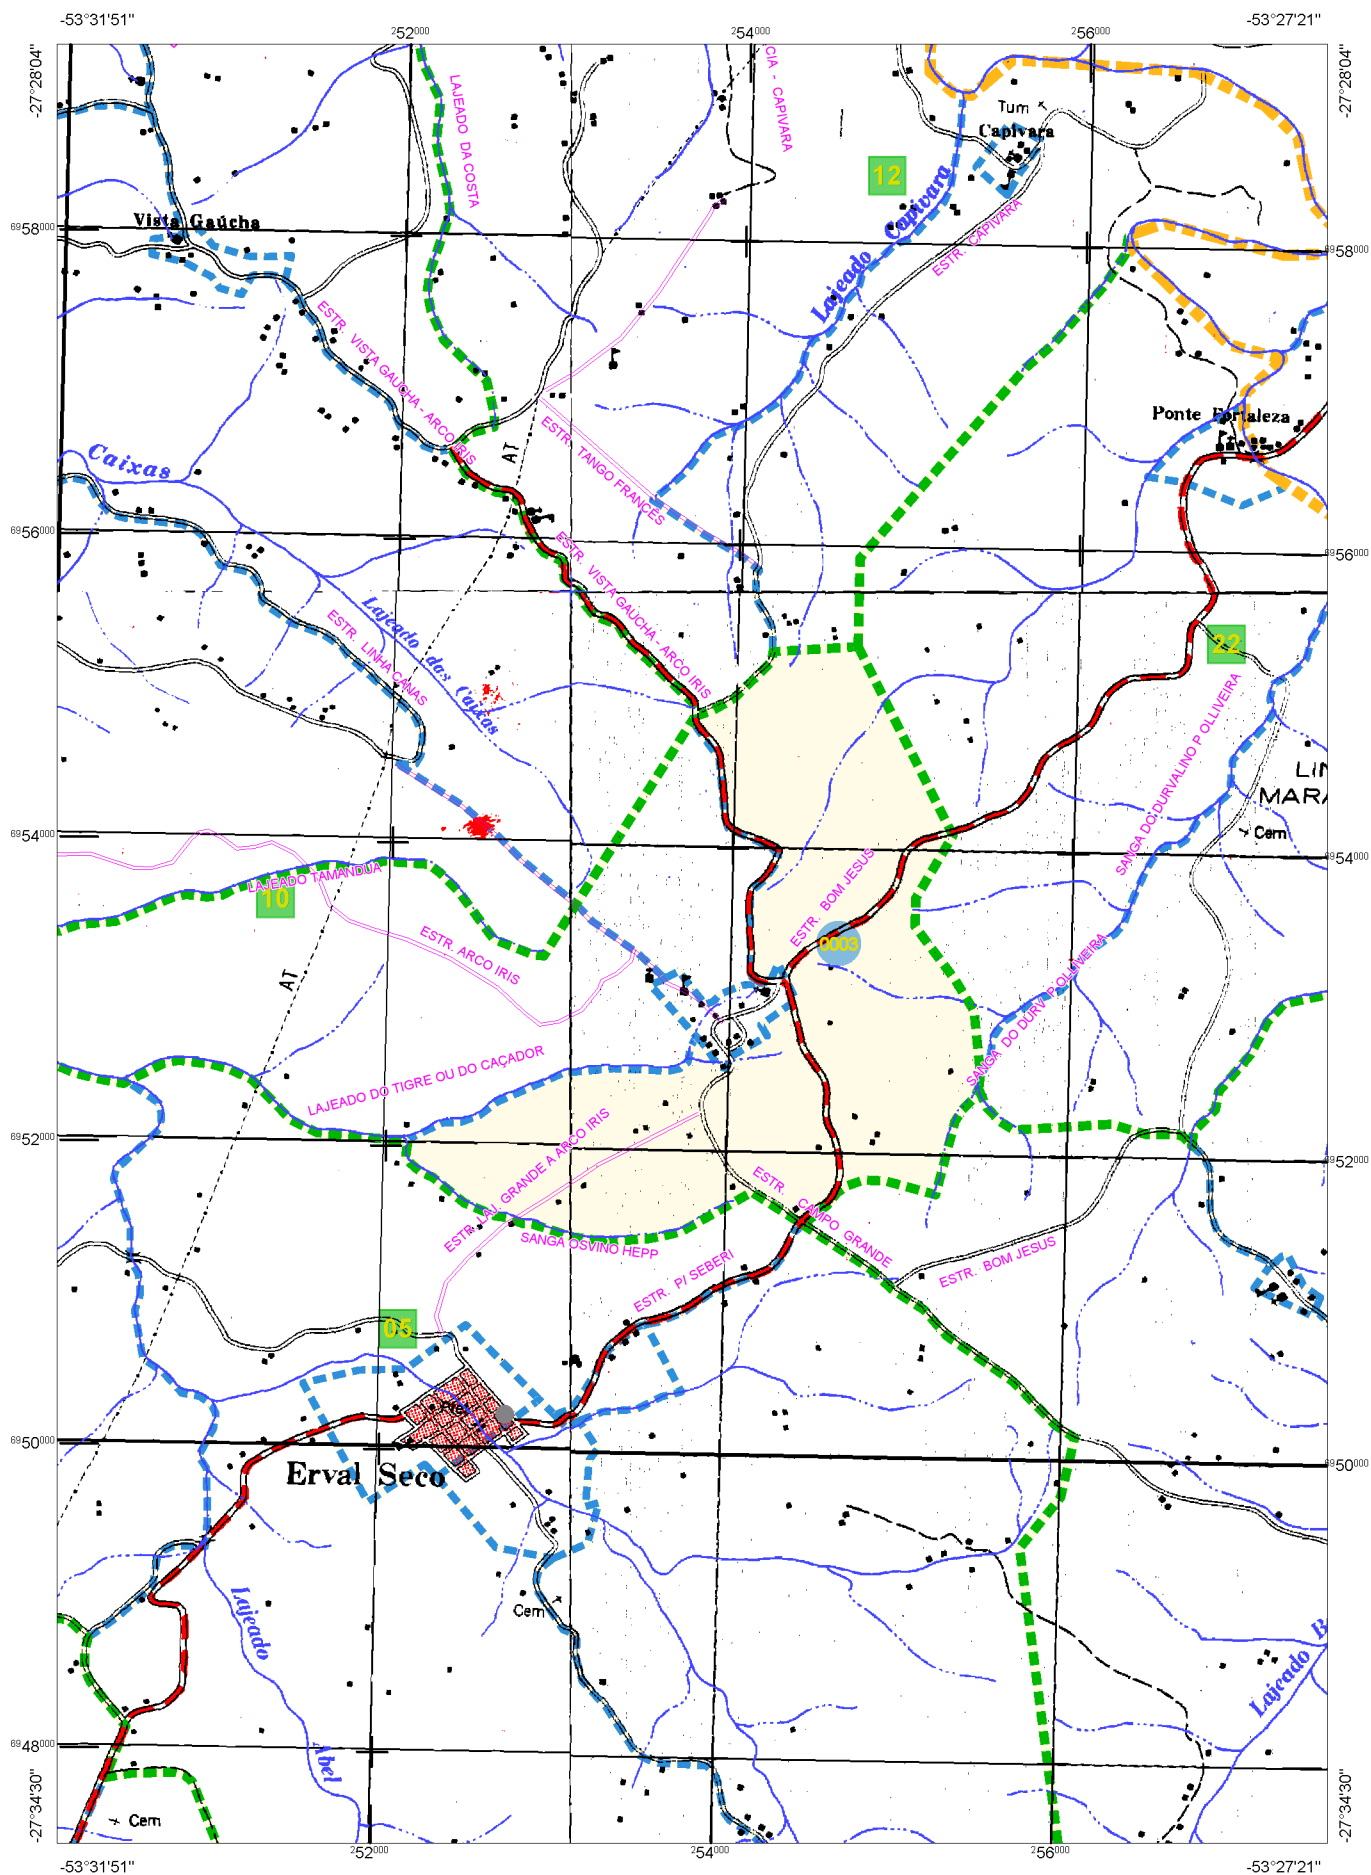 -53°31'51"
-53°27'21"
252000
254000
256000
-27°28'04"
-27°28'04"
LAJEADO DA COSTA
CIA - CAPIVARA
Tum
Capivara
12
Vista Gaúcha
6958000
6958000
Lajeado Capivara
ESTR. CAPIVARA
ESTR. VISTA GAÚCHA - ARCO IRIS
Ponte Fortaleza
AT
ESTR. TANGO FRANCÊS
Caixas
6956000
6956000
ESTR. VISTA GAÚCHA - ARCO IRIS
Lajeado das Caixas
ESTR. LINHA CANAS
22
SANGA DO DURVALINO P OLLIVEIRA
LIN
MARA
Cem
6954000
6954000
LAJEADO TAMANDUÁ
10
ESTR. BOM JESUS
0003
ESTR. ARCO IRIS
AT
SANGA DO DURV P OLLIVEIRA
LAJEADO DO TIGRE OU DO CAÇADOR
6952000
6952000
ESTR. LAJ. GRANDE A ARCO IRIS
ESTR. CAMPO GRANDE
SANGA OSVINO HEPP
ESTR. P/ SEBERI
ESTR. BOM JESUS
05
6950000
6950000
Erval Seco
Lajeado
Cem
Lajeado B
Abel
6948000
Cem
-27°34'30"
-27°34'30"
252000
254000
256000
-53°31'51"
-53°27'21"